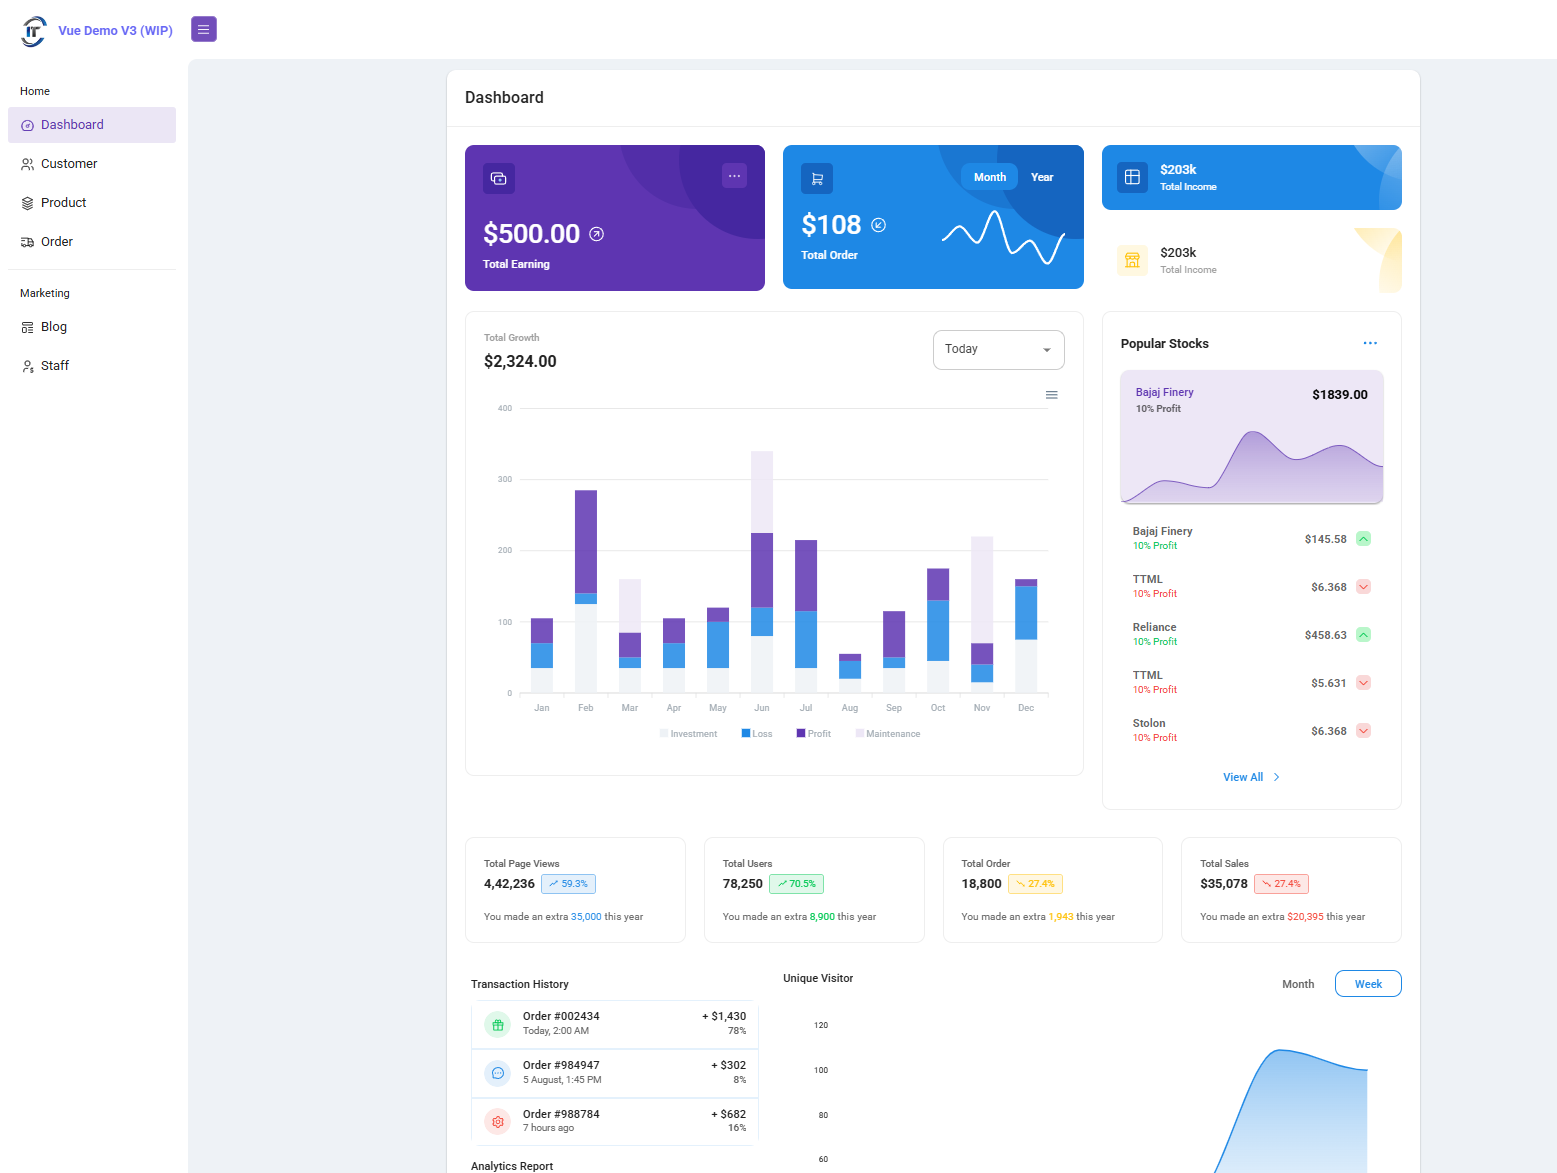 Vue Demo V3 (WIP)
Home
Dashboard
Customer
Product
Order
Marketing
Blog
Staff
Dashboard
$500.00
Total Earning
Month Year
$108
Total Order
$203k
Total Income
$203k
Total Income
Total Growth
$2,324.00
Today
400
300
200
100
0
Jan Feb Mar Apr May Jun Jul Aug Sep Oct Nov Dec
Investment Loss Profit Maintenance
Popular Stocks
Bajaj Finery $1839.00
10% Profit
Bajaj Finery $145.58
10% Profit
TTML $6.368
10% Profit
Reliance $458.63
10% Profit
TTML $5.631
10% Profit
Stolon $6.368
10% Profit
View All
Total Page Views
4,42,236 59.3%
You made an extra 35,000 this year
Total Users
78,250 70.5%
You made an extra 8,900 this year
Total Order
18,800 27.4%
You made an extra 1,943 this year
Total Sales
$35,078 27.4%
You made an extra $20,395 this year
Transaction History
Order #002434 + $1,430
Today, 2:00 AM 78%
Order #984947 + $302
5 August, 1:45 PM 8%
Order #988784 + $682
7 hours ago 16%
Analytics Report
Unique Visitor
Month Week
120
100
80
60